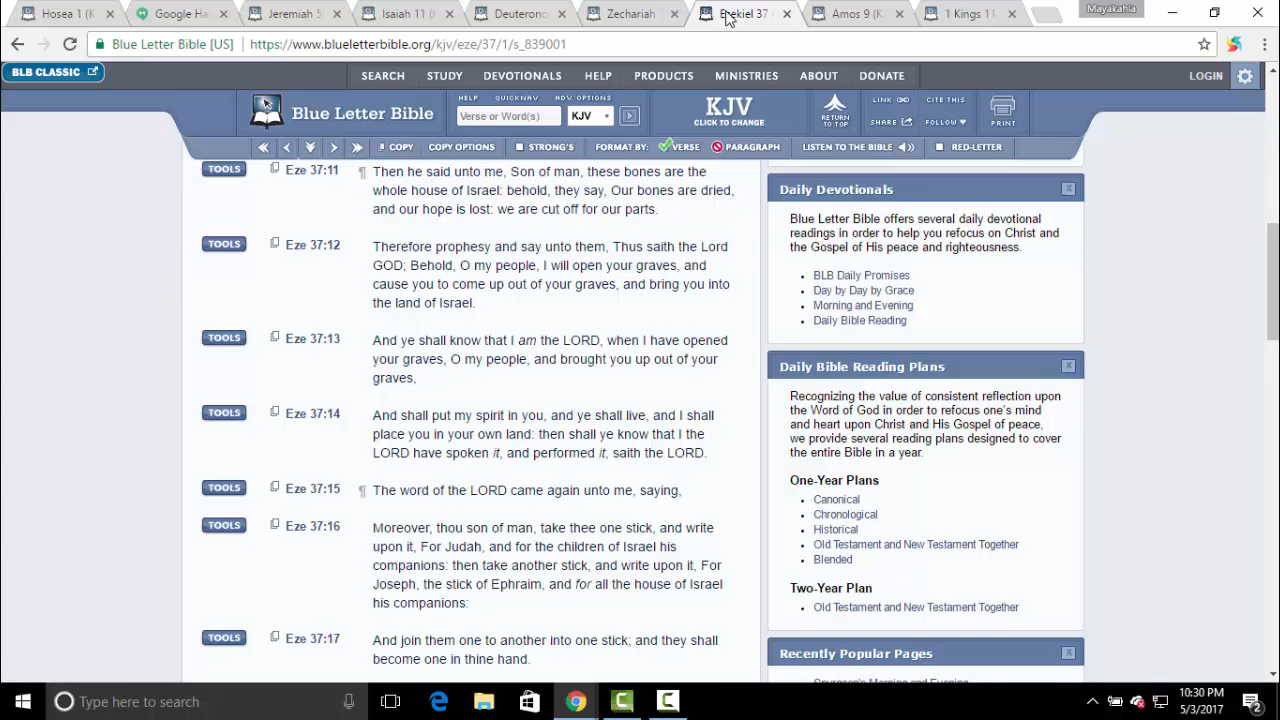 Hosea 1 (K
Google Ha
Jeremiah 5
Isaiah 11 (
Deuterono
Zechariah
Ezekiel 37
Amos 9 (K
1 Kings 11
Mayakahla
Blue Letter Bible [US]
https://www.blueletterbible.org/kjv/eze/37/1/s_839001
BLB CLASSIC
SEARCH STUDY DEVOTIONALS HELP PRODUCTS MINISTRIES ABOUT DONATE
LOGIN
Blue Letter Bible
HELP QUICKNAV ADV. OPTIONS
Verse or Word(s)
KJV
KJV
CLICK TO CHANGE
RETURN
TO TOP
LINK CITE THIS
SHARE FOLLOW
PRINT
COPY COPY OPTIONS STRONG'S FORMAT BY: VERSE PARAGRAPH LISTEN TO THE BIBLE RED-LETTER
TOOLS Eze 37:11 ¶ Then he said unto me, Son of man, these bones are the
whole house of Israel: behold, they say, Our bones are dried,
and our hope is lost: we are cut off for our parts.
TOOLS Eze 37:12 Therefore prophesy and say unto them, Thus saith the Lord
GOD; Behold, O my people, I will open your graves, and
cause you to come up out of your graves, and bring you into
the land of Israel.
TOOLS Eze 37:13 And ye shall know that I am the LORD, when I have opened
your graves, O my people, and brought you up out of your
graves,
TOOLS Eze 37:14 And shall put my spirit in you, and ye shall live, and I shall
place you in your own land: then shall ye know that I the
LORD have spoken it, and performed it, saith the LORD.
TOOLS Eze 37:15 ¶ The word of the LORD came again unto me, saying,
TOOLS Eze 37:16 Moreover, thou son of man, take thee one stick, and write
upon it, For Judah, and for the children of Israel his
companions: then take another stick, and write upon it, For
Joseph, the stick of Ephraim, and for all the house of Israel
his companions:
TOOLS Eze 37:17 And join them one to another into one stick; and they shall
become one in thine hand.
Daily Devotionals
Blue Letter Bible offers several daily devotional
readings in order to help you refocus on Christ and
the Gospel of His peace and righteousness.
BLB Daily Promises
Day by Day by Grace
Morning and Evening
Daily Bible Reading
Daily Bible Reading Plans
Recognizing the value of consistent reflection upon
the Word of God in order to refocus one's mind
and heart upon Christ and His Gospel of peace,
we provide several reading plans designed to cover
the entire Bible in a year.
One-Year Plans
Canonical
Chronological
Historical
Old Testament and New Testament Together
Blended
Two-Year Plan
Old Testament and New Testament Together
Recently Popular Pages
Spurgeon's Morning and Evening
Type here to search
10:30 PM
5/3/2017
2